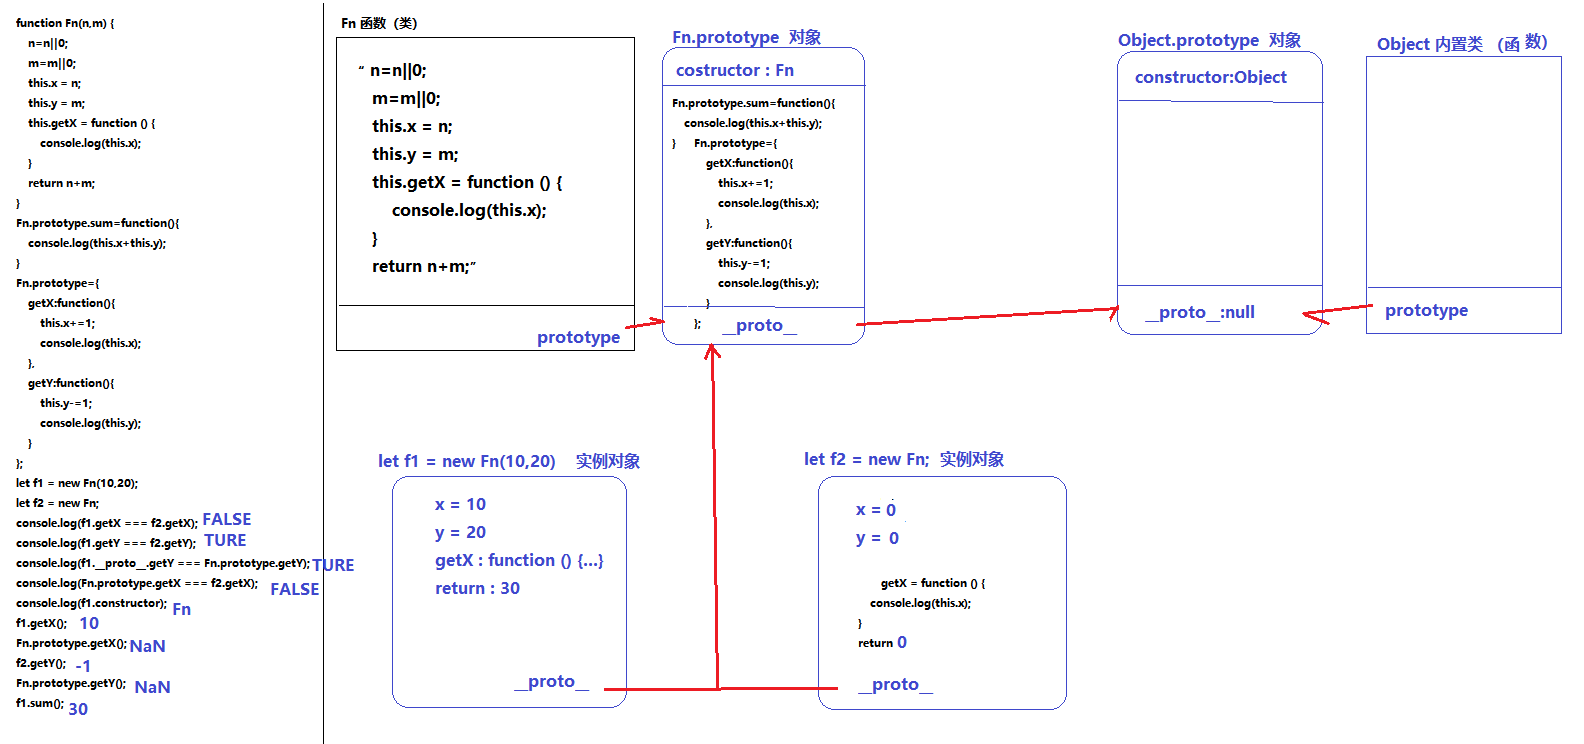 function Fn(n,m) {
n=n||0;
m=m||0;
this.x = n;
this.y = m;
this.getX = function () {
console.log(this.x);
}
return n+m;
}
Fn.prototype.sum=function(){
console.log(this.x+this.y);
}
Fn.prototype={
getX:function(){
this.x+=1;
console.log(this.x);
},
getY:function(){
this.y-=1;
console.log(this.y);
}
};
let f1 = new Fn(10,20);
let f2 = new Fn;
console.log(f1.getX === f2.getX); FALSE
console.log(f1.getY === f2.getY); TURE
console.log(f1.__proto__.getY === Fn.prototype.getY); TURE
console.log(Fn.prototype.getX === f2.getX); FALSE
console.log(f1.constructor); Fn
f1.getX(); 10
Fn.prototype.getX(); NaN
f2.getY(); -1
Fn.prototype.getY(); NaN
f1.sum(); 30
Fn 函数（类）
“ n=n||0;
m=m||0;
this.x = n;
this.y = m;
this.getX = function () {
console.log(this.x);
}
return n+m;”
prototype
Fn.prototype 对象
costructor : Fn
Fn.prototype.sum=function(){
console.log(this.x+this.y);
} Fn.prototype={
getX:function(){
this.x+=1;
console.log(this.x);
},
getY:function(){
this.y-=1;
console.log(this.y);
}
}; __proto__
Object.prototype 对象
constructor:Object
__proto__:null
Object 内置类 （函 数）
prototype
let f1 = new Fn(10,20) 实例对象
x = 10
y = 20
getX : function () {...}
return : 30
__proto__
let f2 = new Fn; 实例对象
x = 0
y = 0
getX = function () {
console.log(this.x);
}
return 0
__proto__